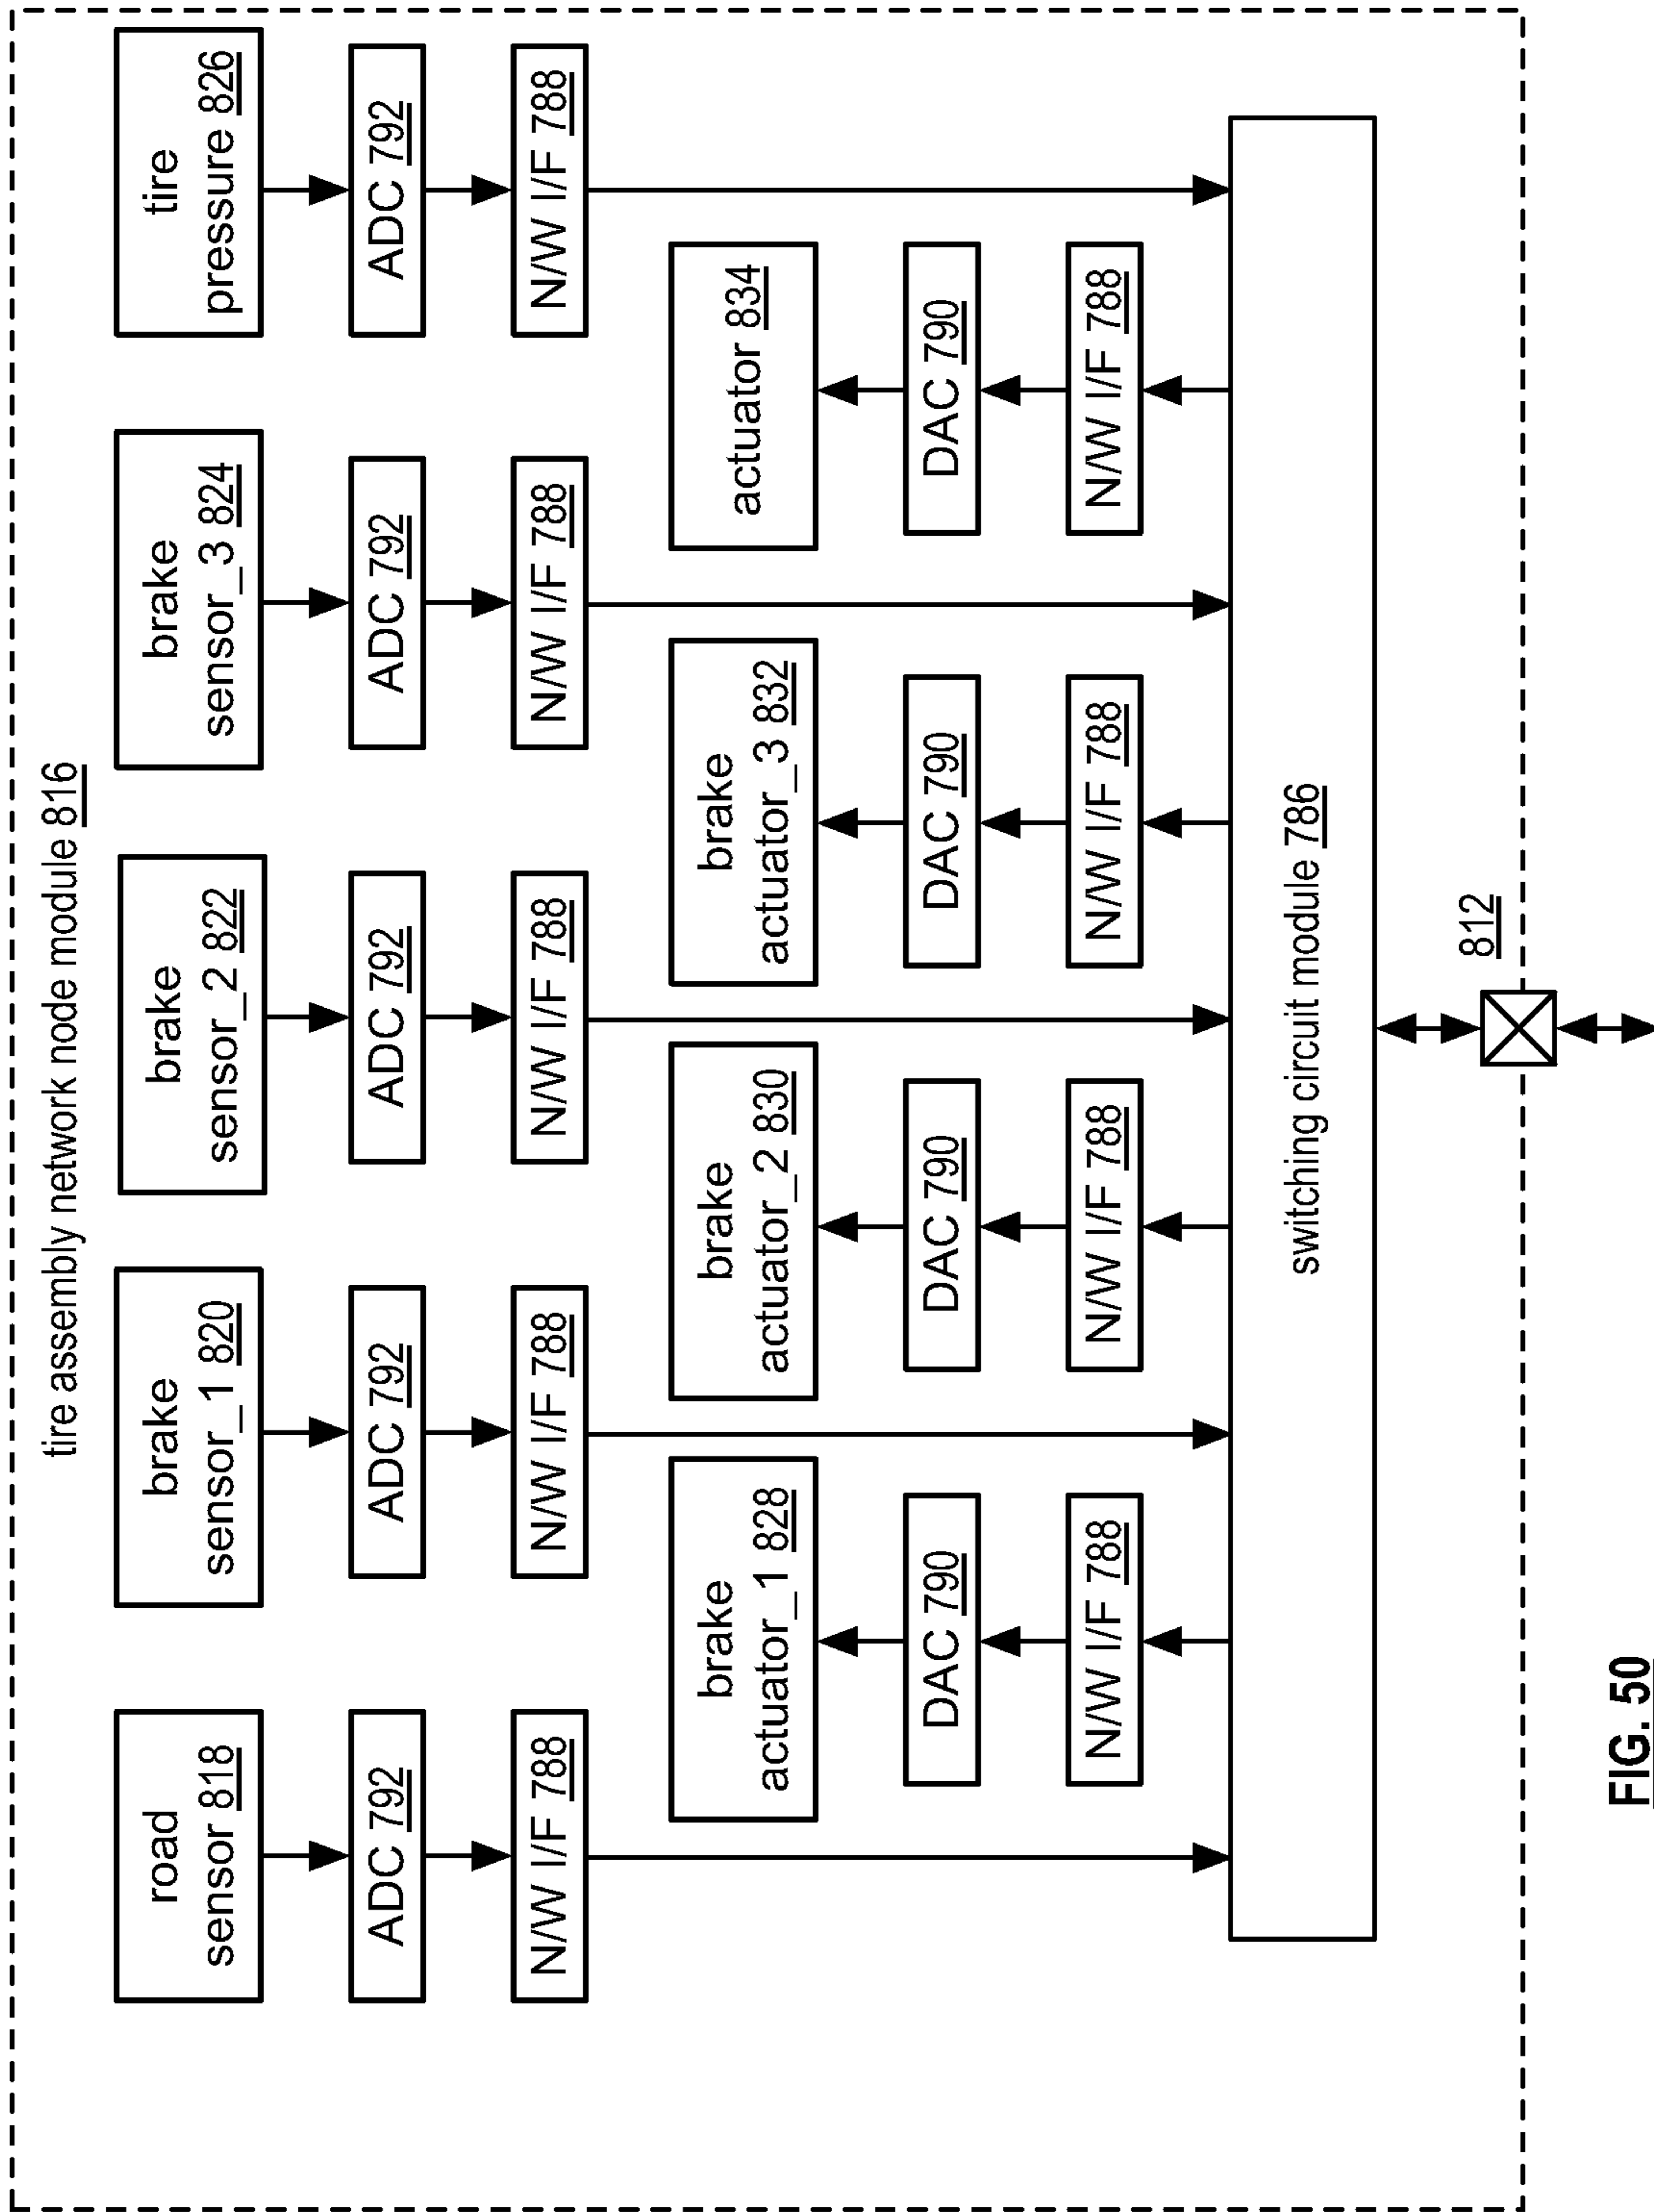 tire assembly network node module 816
road
sensor 818
brake
sensor_1 820
brake
sensor_2 822
brake
sensor_3 824
tire
pressure 826
ADC 792
ADC 792
ADC 792
ADC 792
ADC 792
N/W I/F 788
N/W I/F 788
N/W I/F 788
N/W I/F 788
N/W I/F 788
brake
actuator_1 828
brake
actuator_2 830
brake
actuator_3 832
actuator 834
DAC 790
DAC 790
DAC 790
DAC 790
N/W I/F 788
N/W I/F 788
N/W I/F 788
N/W I/F 788
switching circuit module 786
812
FIG. 50